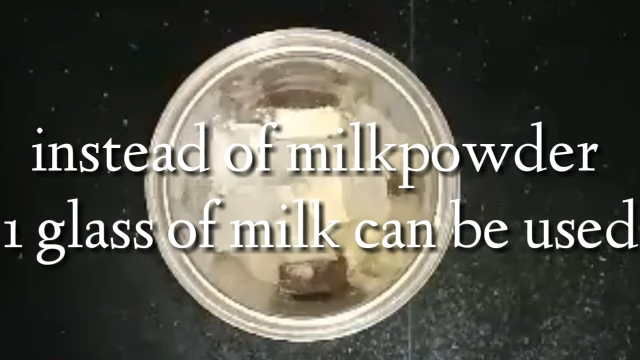 instead of milkpowder
1 glass of milk can be used